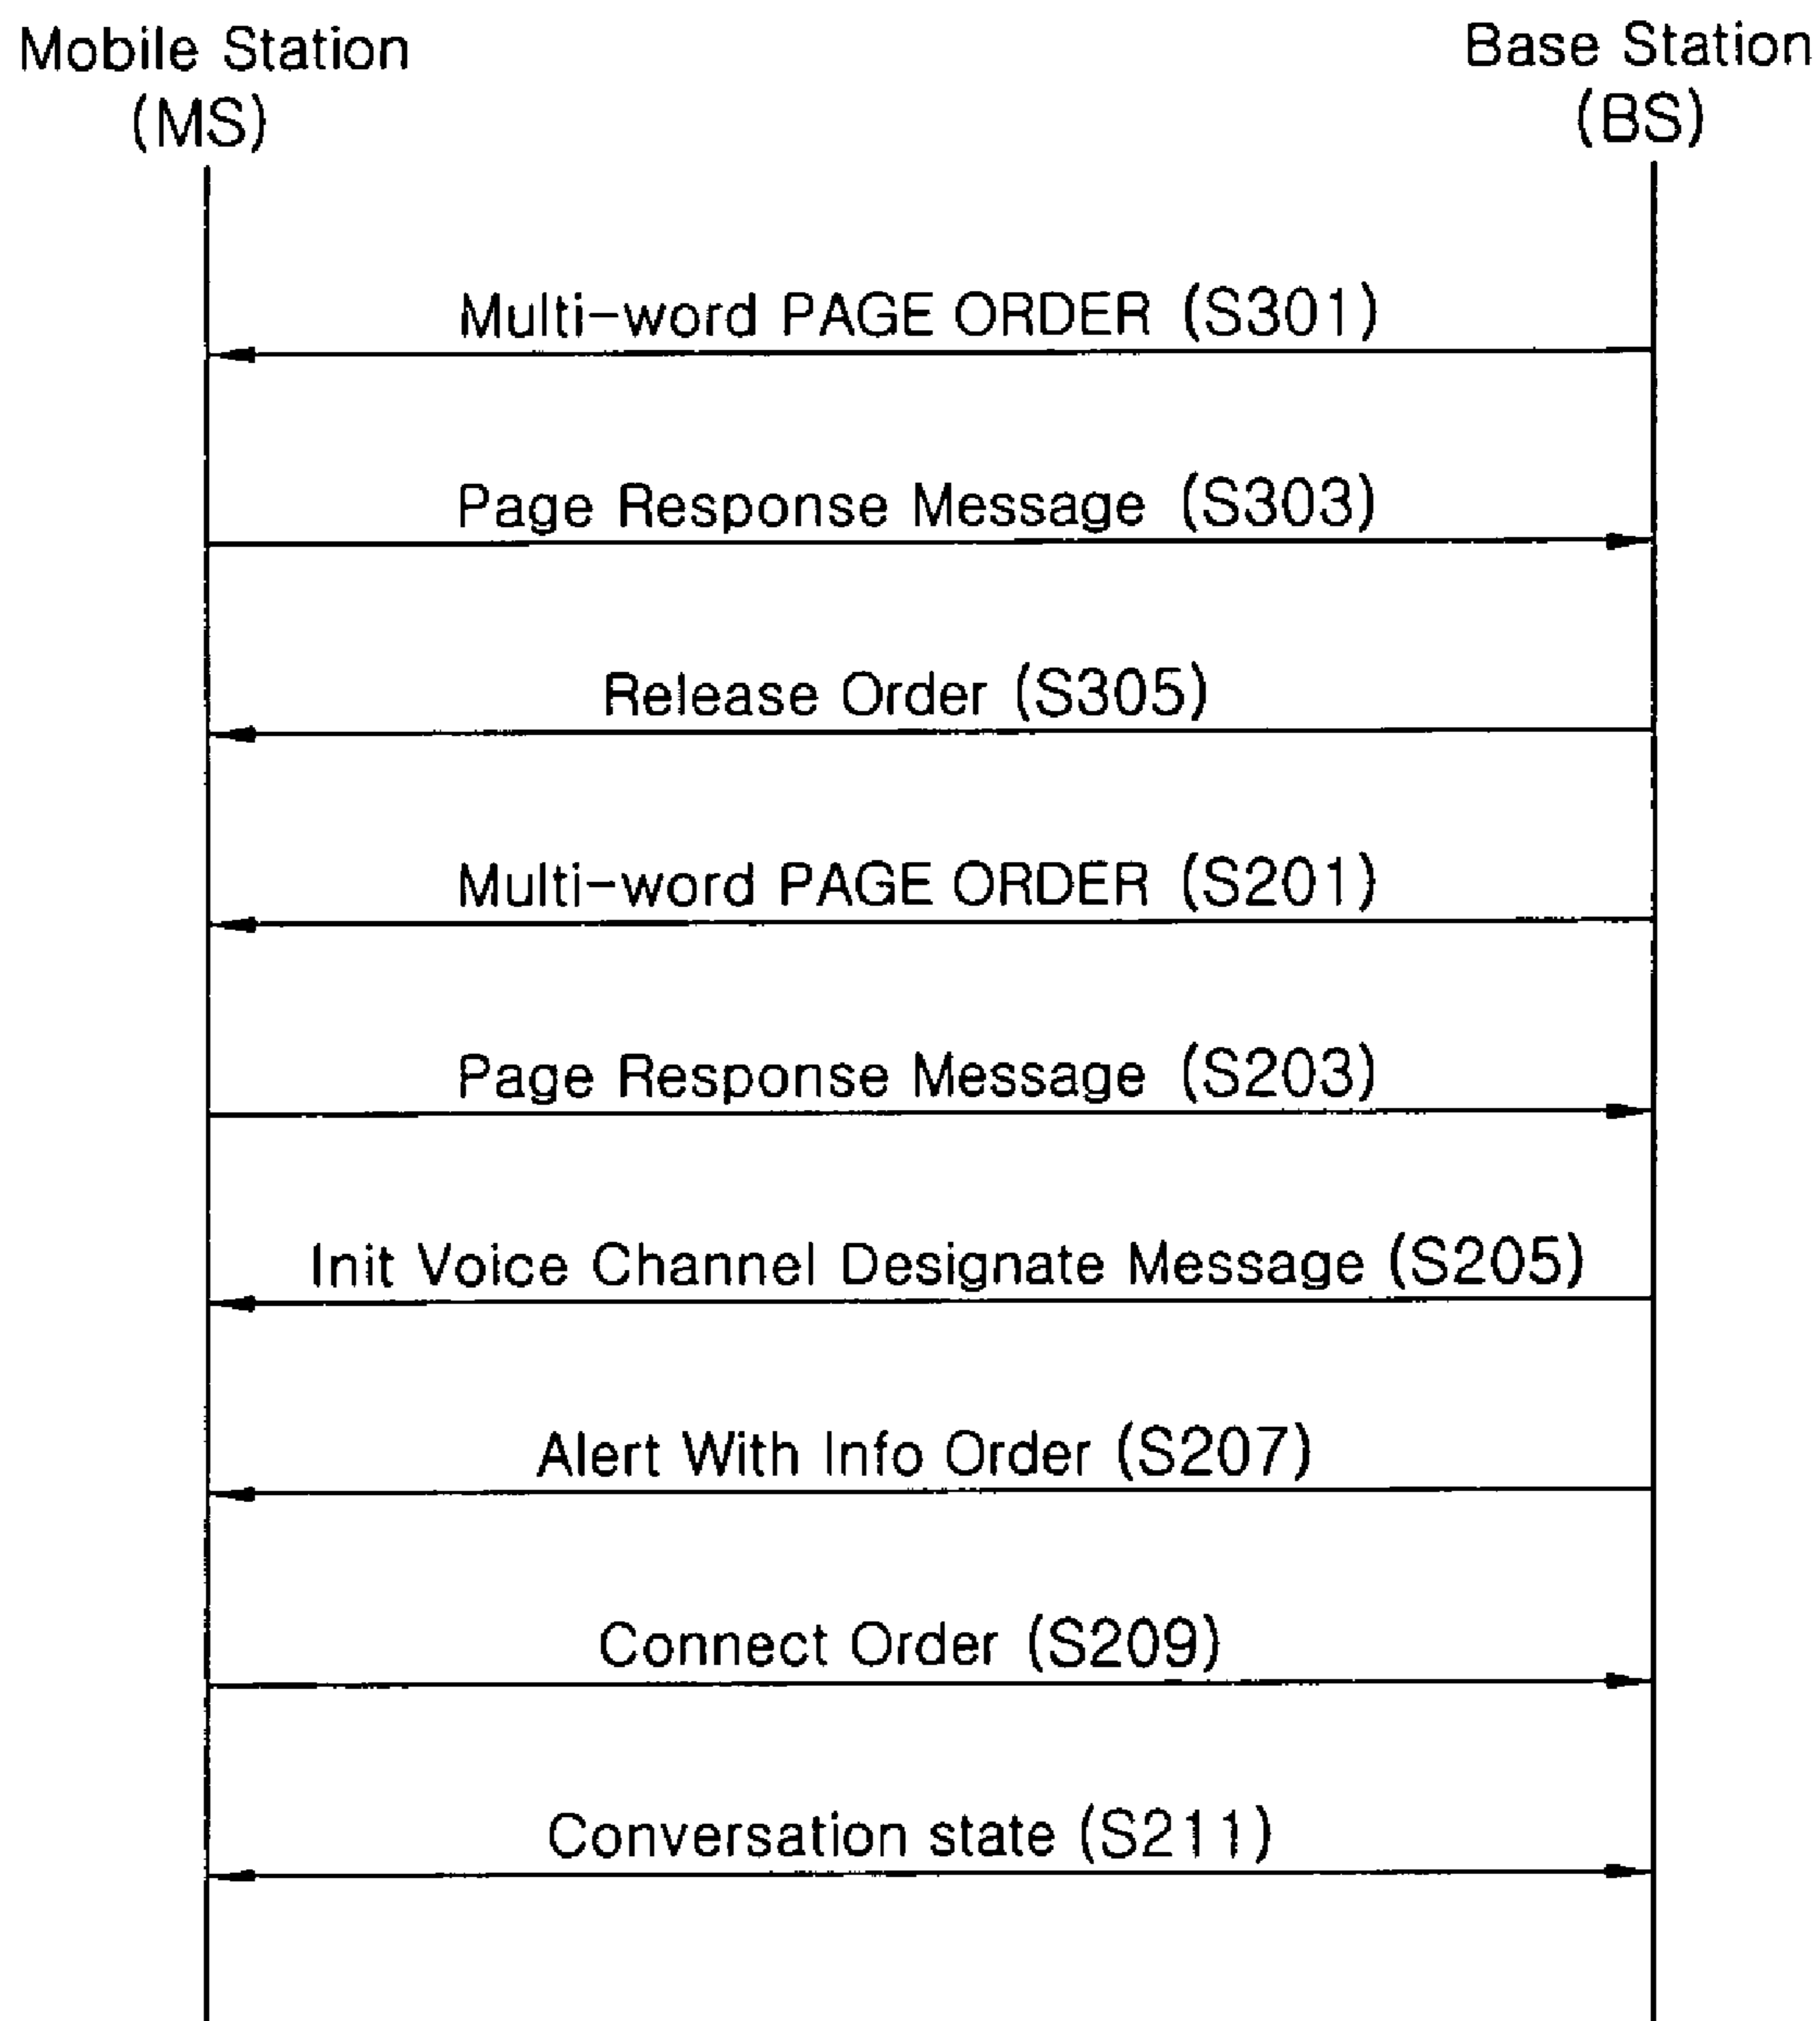 Mobile Station
(MS)
Base Station
(BS)
Multi-word PAGE ORDER (S301)
Page Response Message (S303)
Release Order (S305)
Multi-word PAGE ORDER (S201)
Page Response Message (S203)
Init Voice Channel Designate Message (S205)
Alert With Info Order (S207)
Connect Order (S209)
Conversation state (S211)